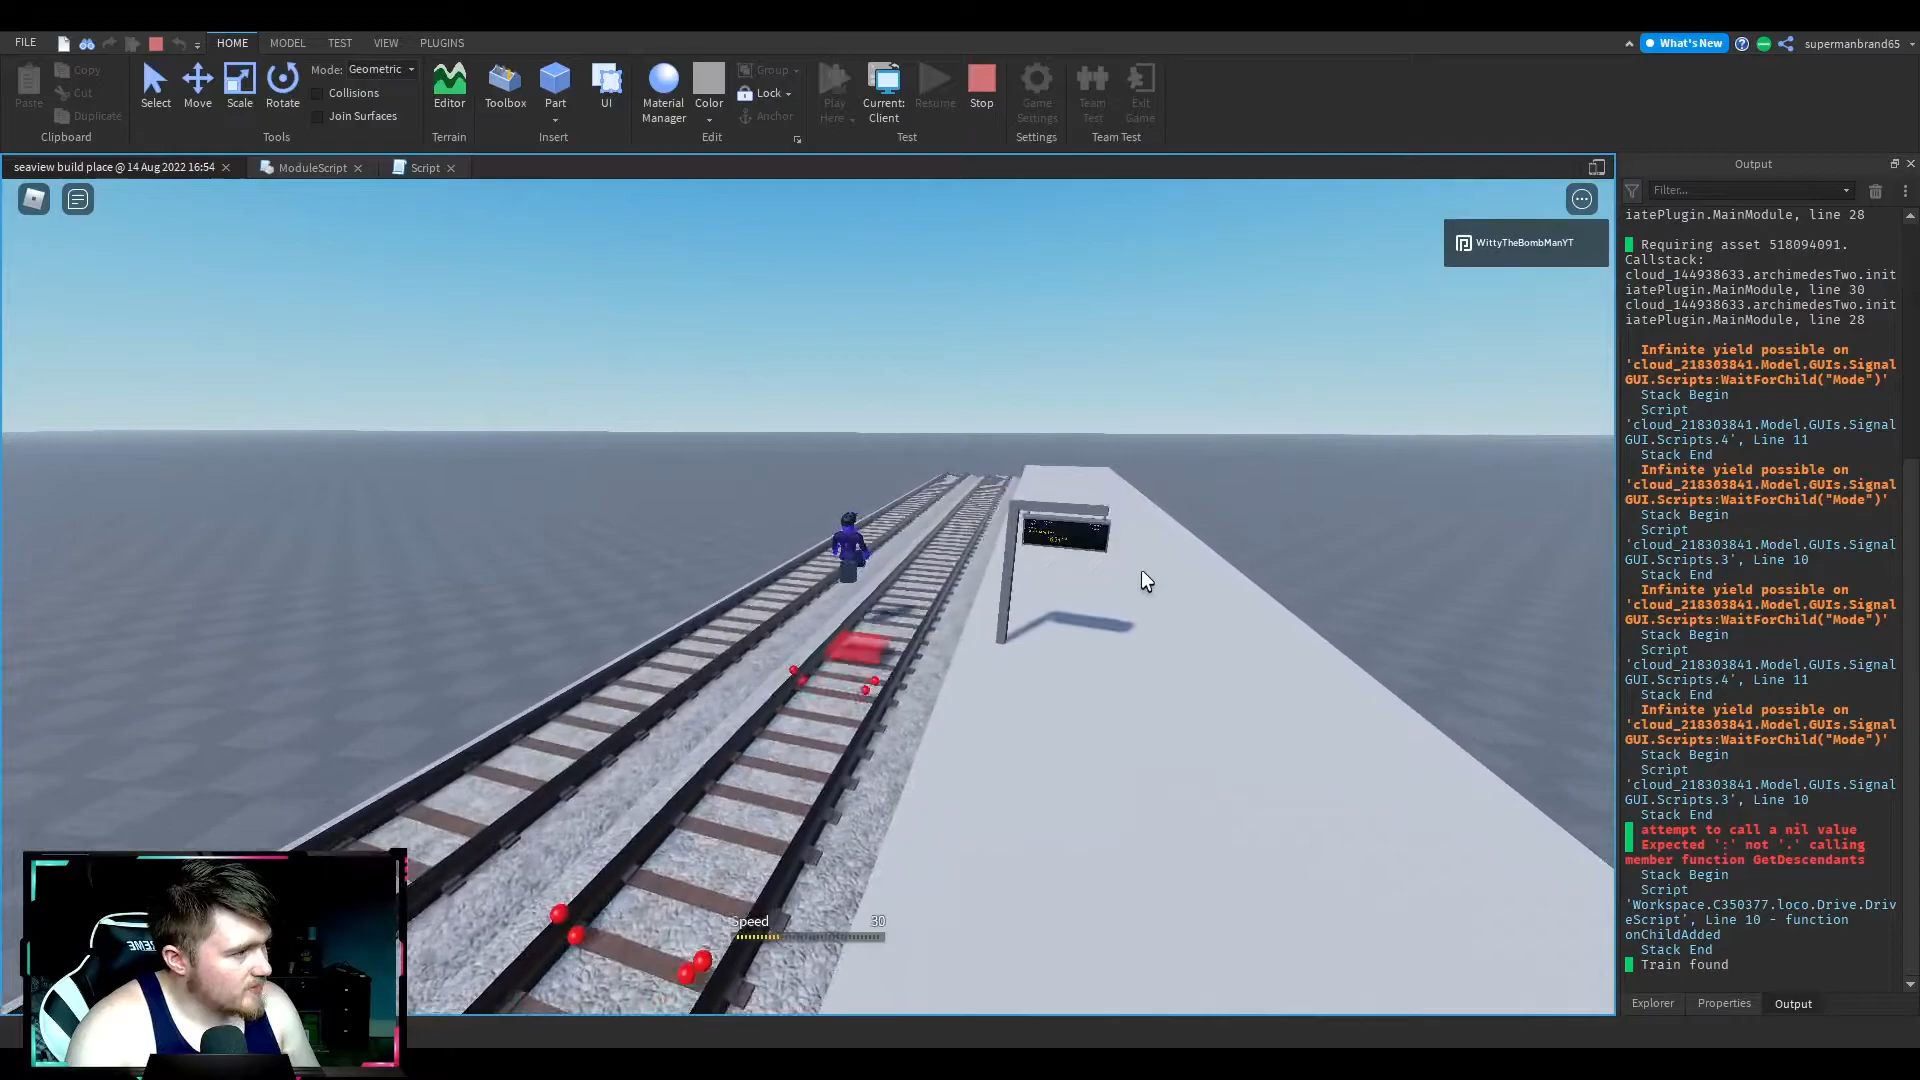 FILE HOME MODEL TEST VIEW PLUGINS What's New supermanbrand65
Paste Copy Cut Duplicate Clipboard
Select Move Scale Rotate Mode: Geometric Collisions Join Surfaces Tools
Editor Terrain
Toolbox Part UI Insert
Material Manager Color Group Lock Anchor Edit
Play Here Current: Client Resume Stop Test
Game Settings Settings
Team Test Exit Game Team Test
seaview build place @ 14 Aug 2022 16:54 ModuleScript Script
WittyTheBombManYT
Speed 30
XTREME
Output
Filter...
iatePlugin.MainModule, line 28
Requiring asset 518094091.
Callstack:
cloud_144938633.archimedesTwo.init
iatePlugin.MainModule, line 30
cloud_144938633.archimedesTwo.init
iatePlugin.MainModule, line 28
Infinite yield possible on
'cloud_218303841.Model.GUIs.Signal
GUI.Scripts:WaitForChild("Mode")'
Stack Begin
Script
'cloud_218303841.Model.GUIs.Signal
GUI.Scripts.4', Line 11
Stack End
Infinite yield possible on
'cloud_218303841.Model.GUIs.Signal
GUI.Scripts:WaitForChild("Mode")'
Stack Begin
Script
'cloud_218303841.Model.GUIs.Signal
GUI.Scripts.3', Line 10
Stack End
Infinite yield possible on
'cloud_218303841.Model.GUIs.Signal
GUI.Scripts:WaitForChild("Mode")'
Stack Begin
Script
'cloud_218303841.Model.GUIs.Signal
GUI.Scripts.4', Line 11
Stack End
Infinite yield possible on
'cloud_218303841.Model.GUIs.Signal
GUI.Scripts:WaitForChild("Mode")'
Stack Begin
Script
'cloud_218303841.Model.GUIs.Signal
GUI.Scripts.3', Line 10
Stack End
attempt to call a nil value
Expected ':' not '.' calling
member function GetDescendants
Stack Begin
Script
'Workspace.C350377.loco.Drive.Driv
eScript', Line 10 - function
onChildAdded
Stack End
Train found
Explorer Properties Output